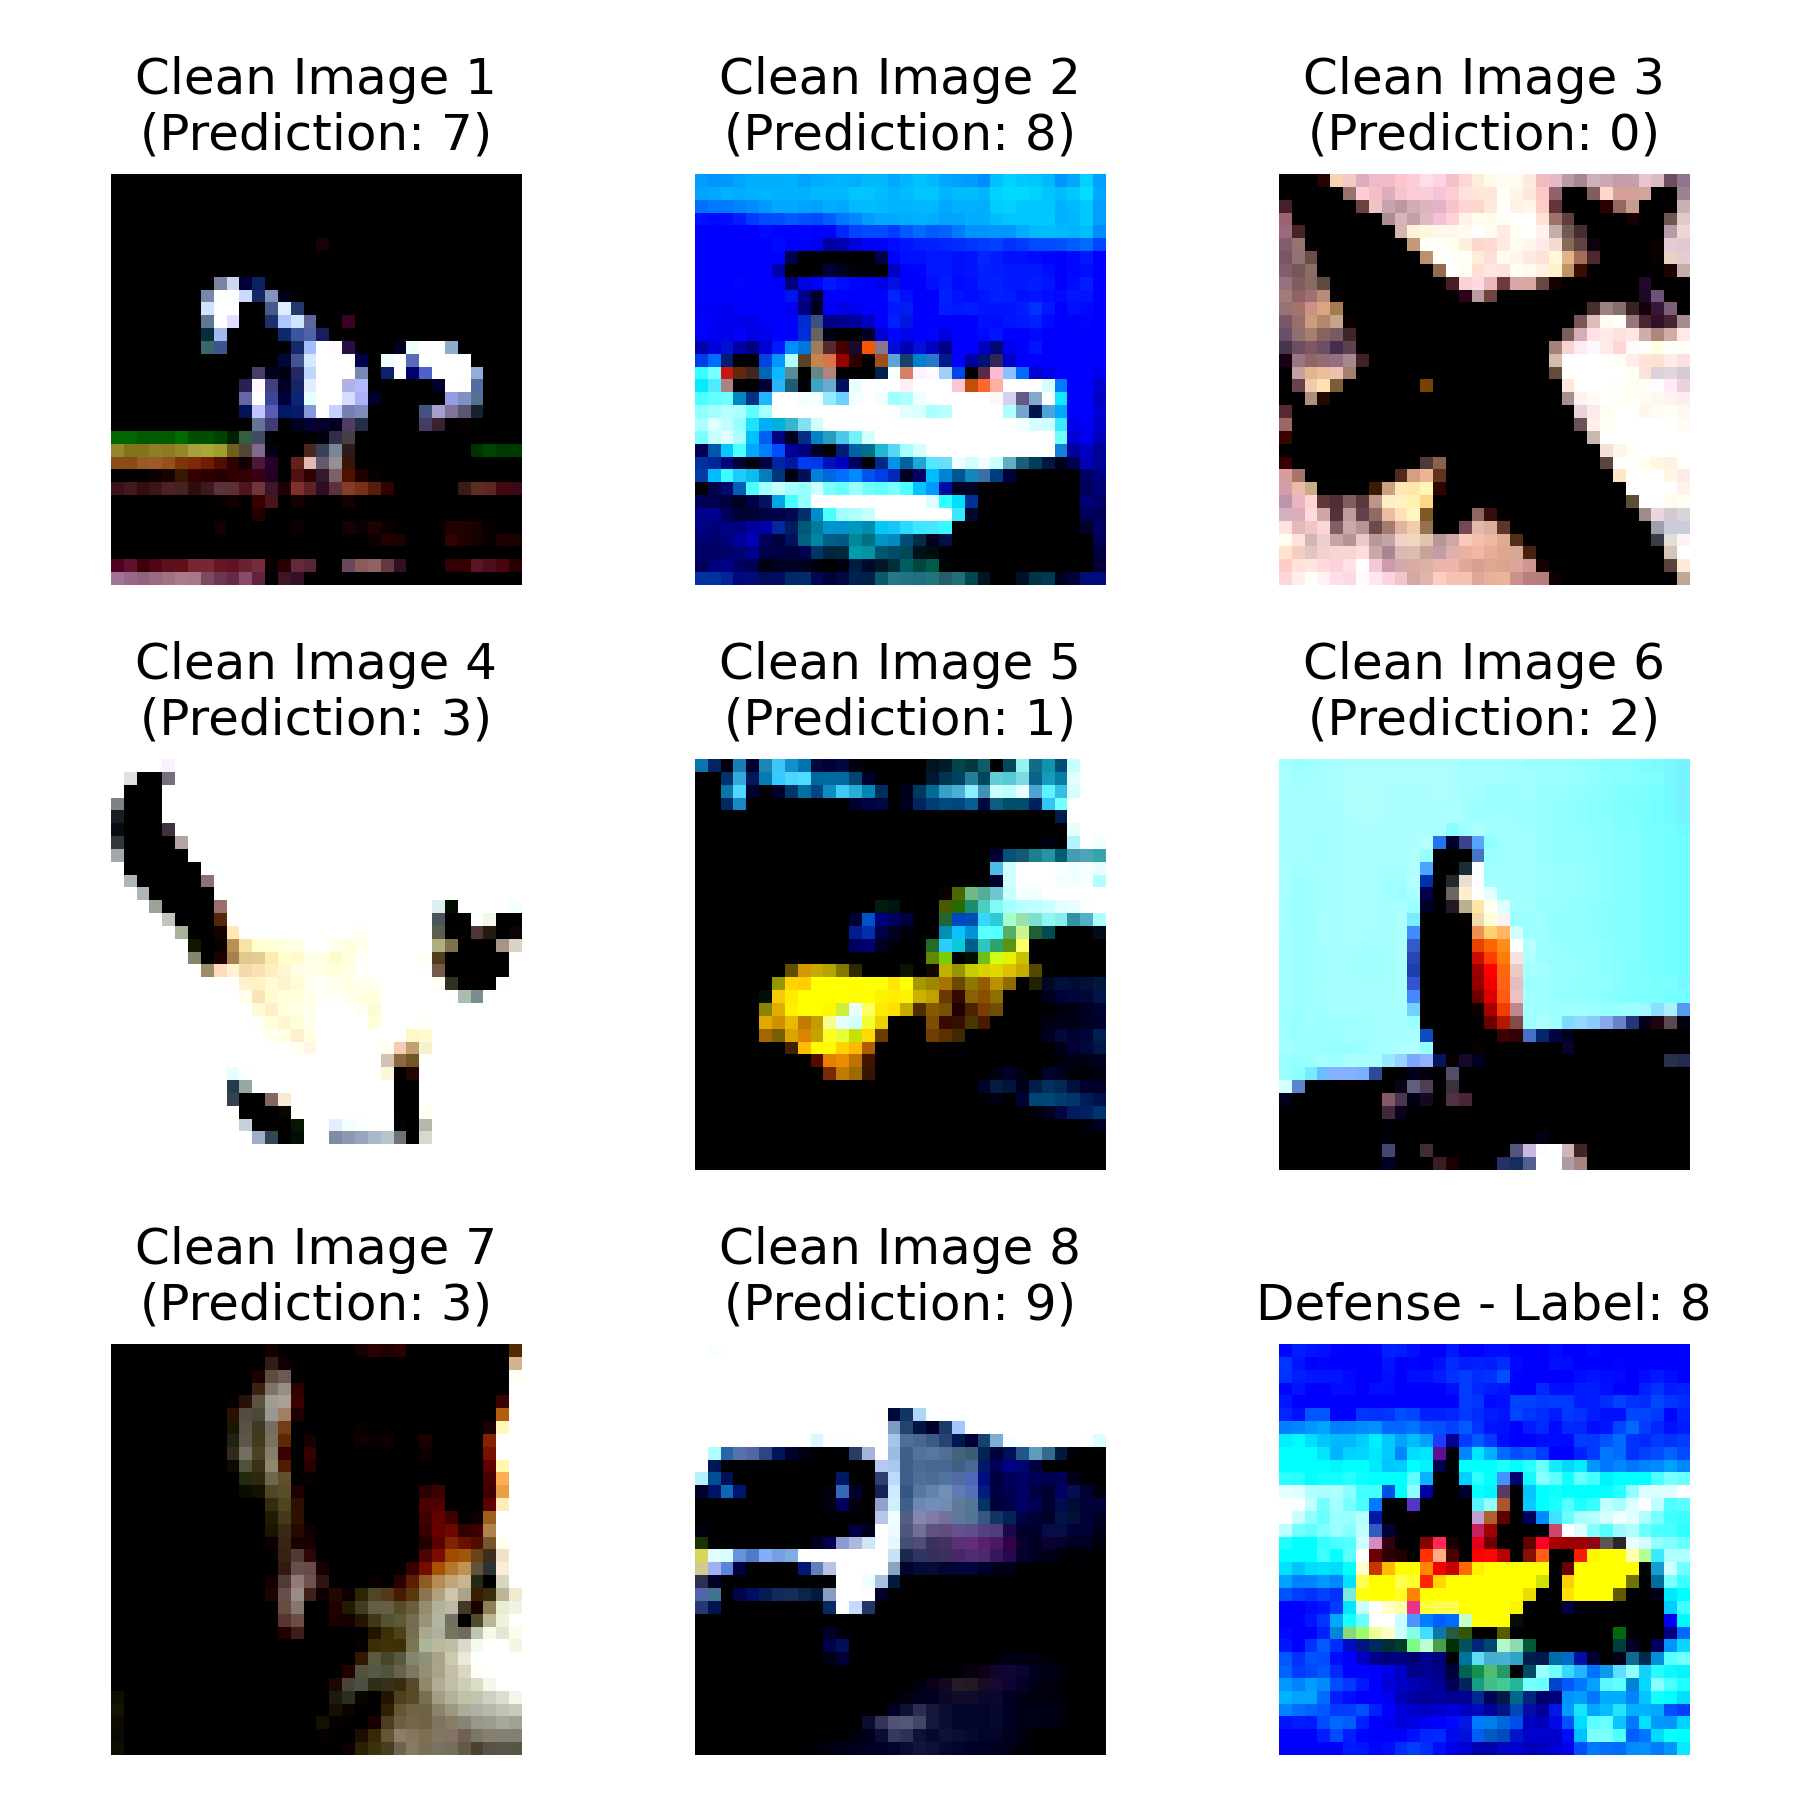 Clean Image 1
(Prediction: 7)
Clean Image 2
(Prediction: 8)
Clean Image 3
(Prediction: 0)
Clean Image 4
(Prediction: 3)
Clean Image 5
(Prediction: 1)
Clean Image 6
(Prediction: 2)
Clean Image 7
(Prediction: 3)
Clean Image 8
(Prediction: 9)
Defense - Label: 8